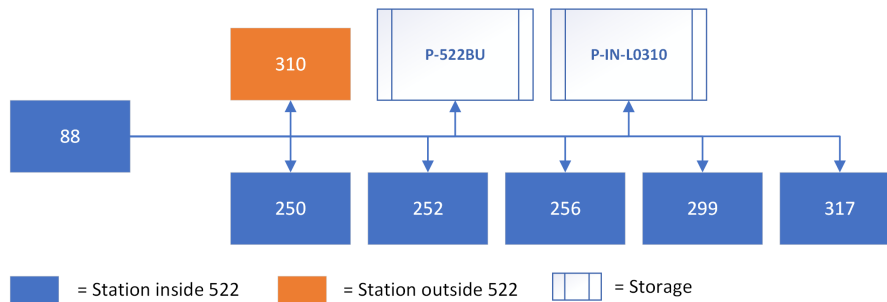 310
P-522BU
P-IN-L0310
88
250
252
256
299
317
= Station inside 522
= Station outside 522
= Storage